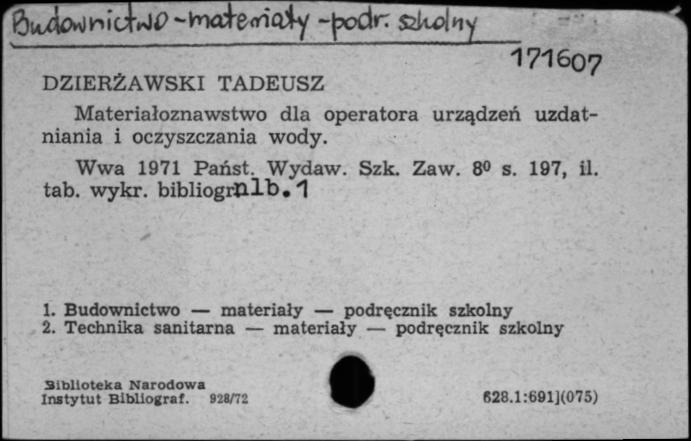 Budownictwo - materiały - podr. szkolny
171607
DZIERŻAWSKI TADEUSZ
Materiałoznawstwo dla operatora urządzeń uzdat-
niania i oczyszczania wody.
Wwa 1971 Państ. Wydaw. Szk. Zaw. 8⁰ s. 197, il.
tab. wykr. bibliogr nlb. 1
1. Budownictwo — materiały — podręcznik szkolny
2. Technika sanitarna — materiały — podręcznik szkolny
Biblioteka Narodowa
Instytut Bibliograf. 928/72
628.1:691](075)